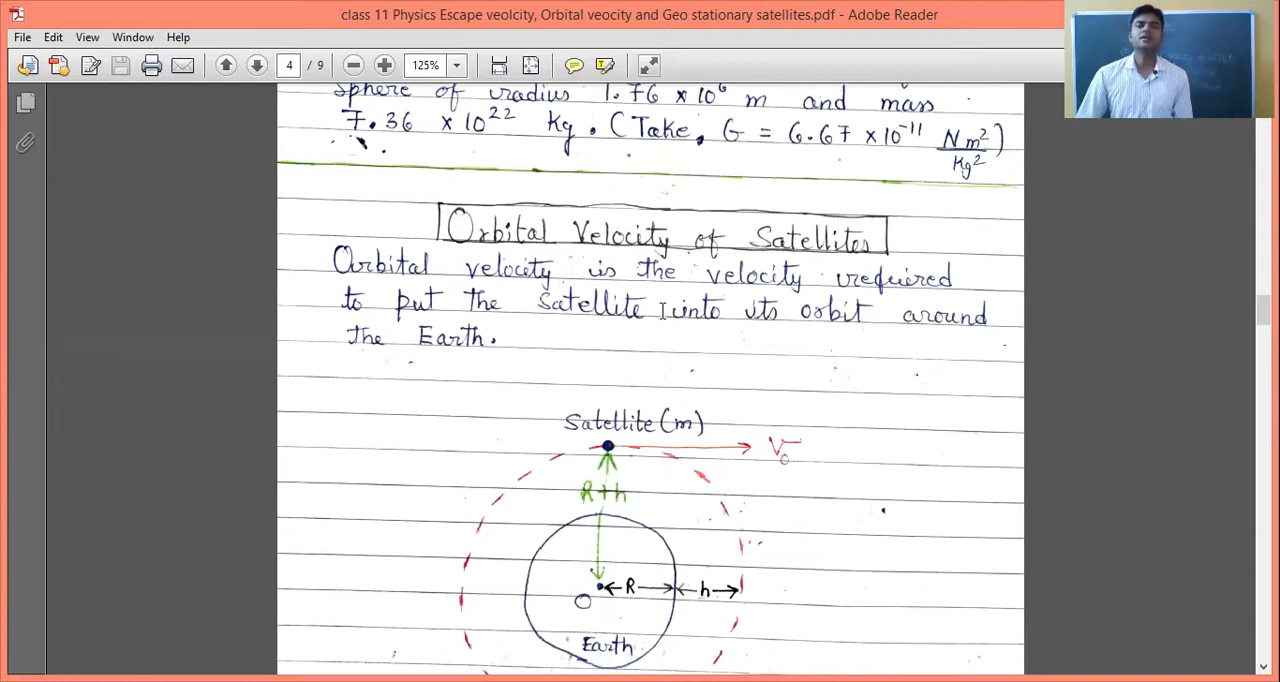 class 11 Physics Escape veolcity, Orbital veocity and Geo stationary satellites.pdf - Adobe Reader
File Edit View Window Help
4 / 9 125%
Sphere of radius 1.76 x 10⁶ m and mass
7.36 x 10²² Kg. (Take, G = 6.67 x 10⁻¹¹ Nm²/Kg²)
Orbital Velocity of Satellites
Orbital velocity is the velocity required
to put the satellite into its orbit around
the Earth.
Satellite (m)
V₀
R+h
R h
O
Earth